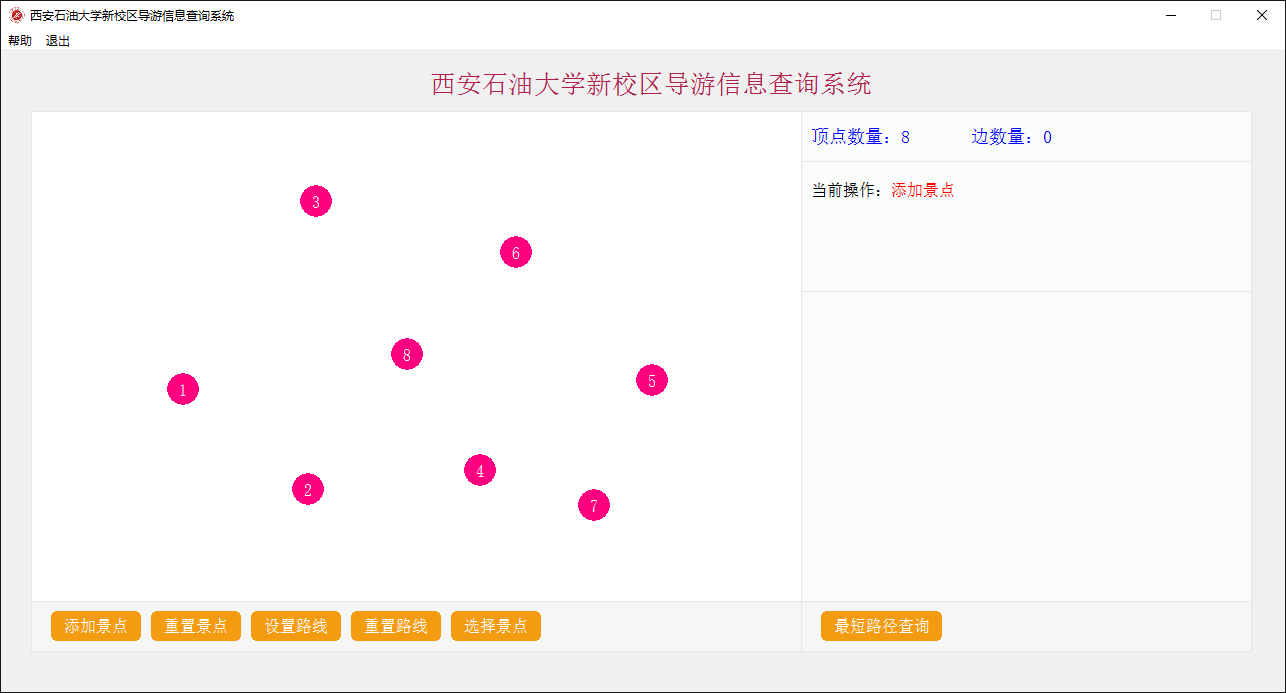 西安石油大学新校区导游信息查询系统
帮助 退出
西安石油大学新校区导游信息查询系统
顶点数量：8 边数量：0
当前操作：添加景点
3
6
8
5
1
4
2
7
添加景点 重置景点 设置路线 重置路线 选择景点 最短路径查询